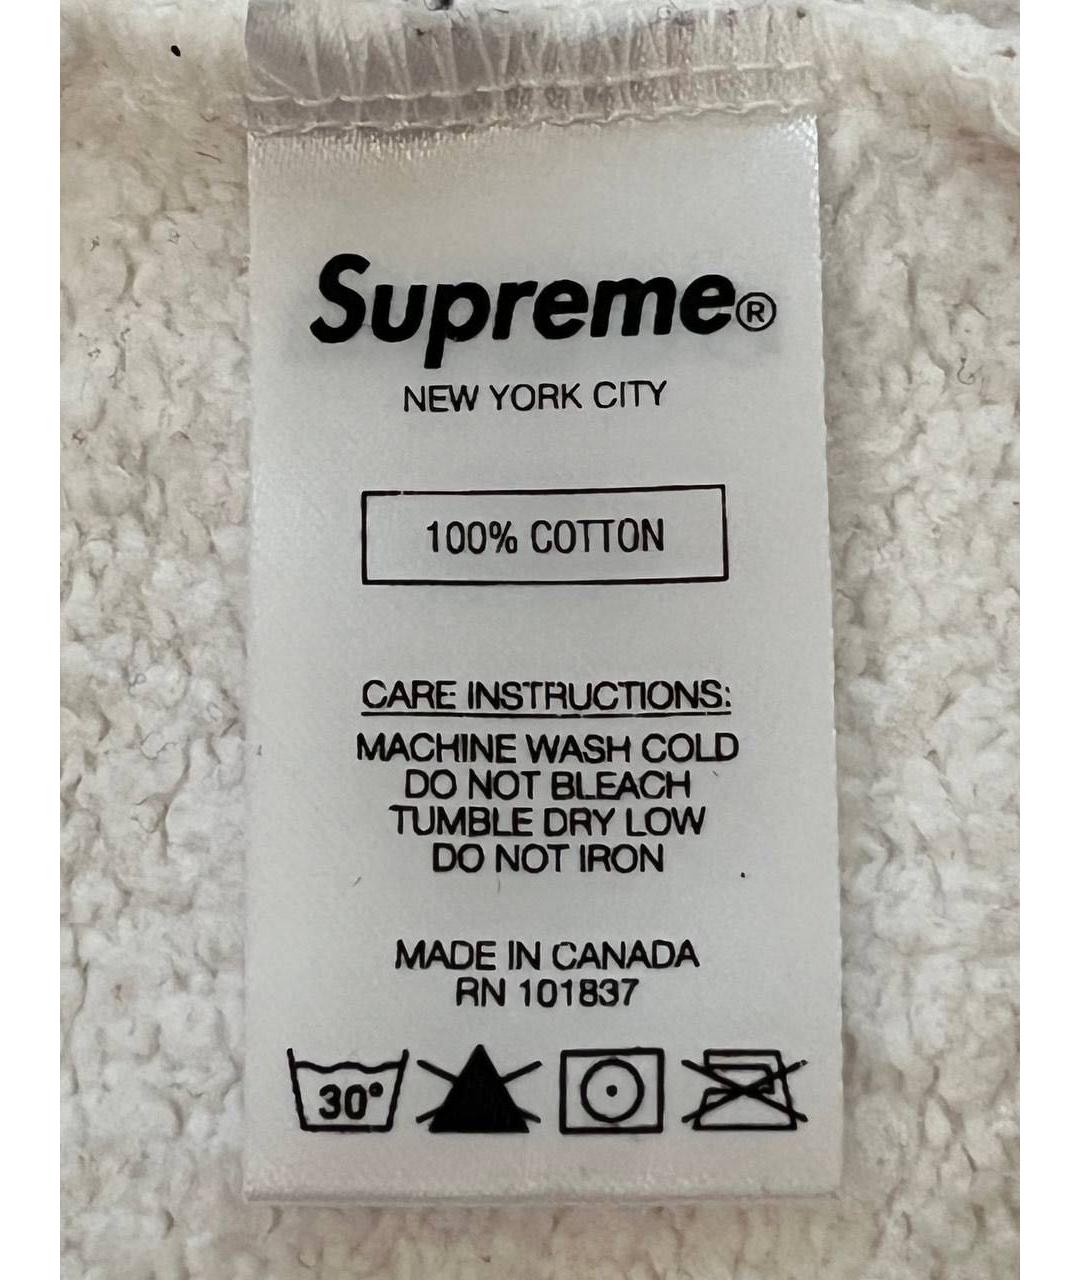 Supreme®
NEW YORK CITY
100% COTTON
CARE INSTRUCTIONS:
MACHINE WASH COLD
DO NOT BLEACH
TUMBLE DRY LOW
DO NOT IRON
MADE IN CANADA
RN 101837
30°